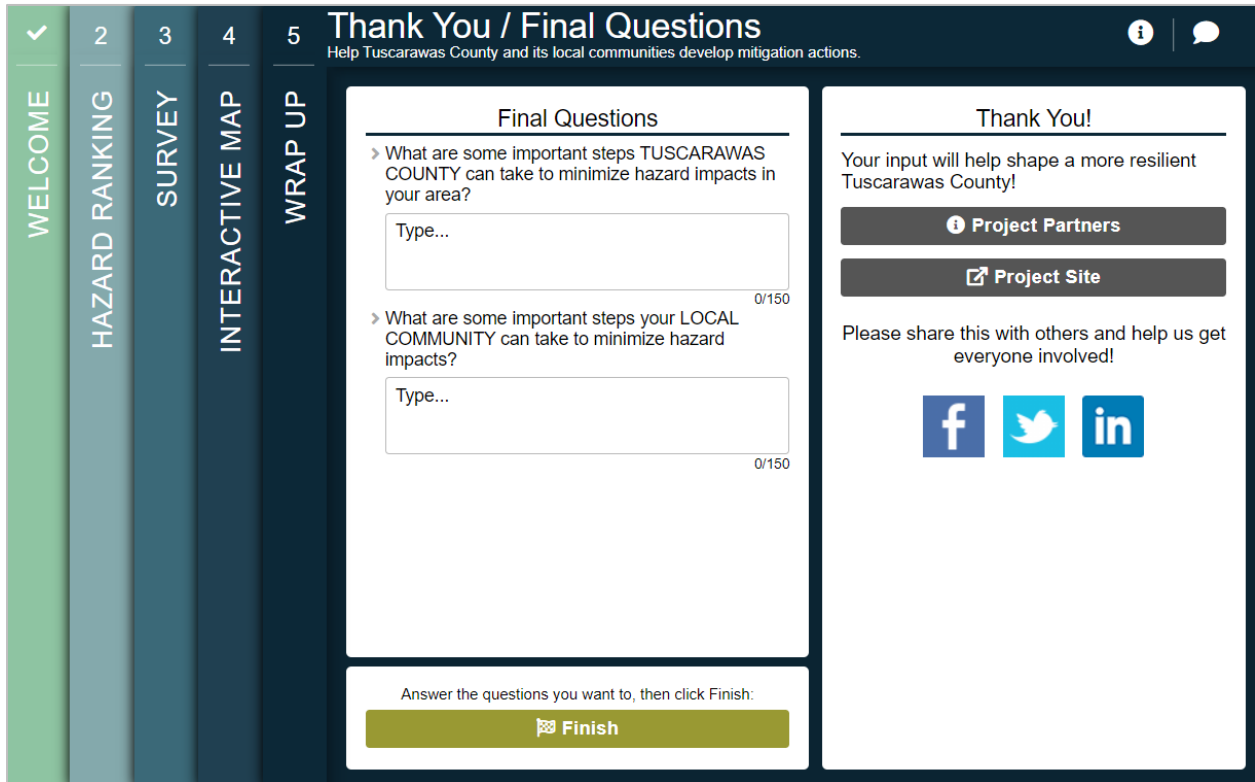 2
3
4
5
WELCOME
HAZARD RANKING
SURVEY
INTERACTIVE MAP
WRAP UP
Thank You / Final Questions
Help Tuscarawas County and its local communities develop mitigation actions.
Final Questions
What are some important steps TUSCARAWAS
COUNTY can take to minimize hazard impacts in
your area?
Type...
0/150
What are some important steps your LOCAL
COMMUNITY can take to minimize hazard
impacts?
Type...
0/150
Answer the questions you want to, then click Finish:
Finish
Thank You!
Your input will help shape a more resilient
Tuscarawas County!
Project Partners
Project Site
Please share this with others and help us get
everyone involved!
f
in